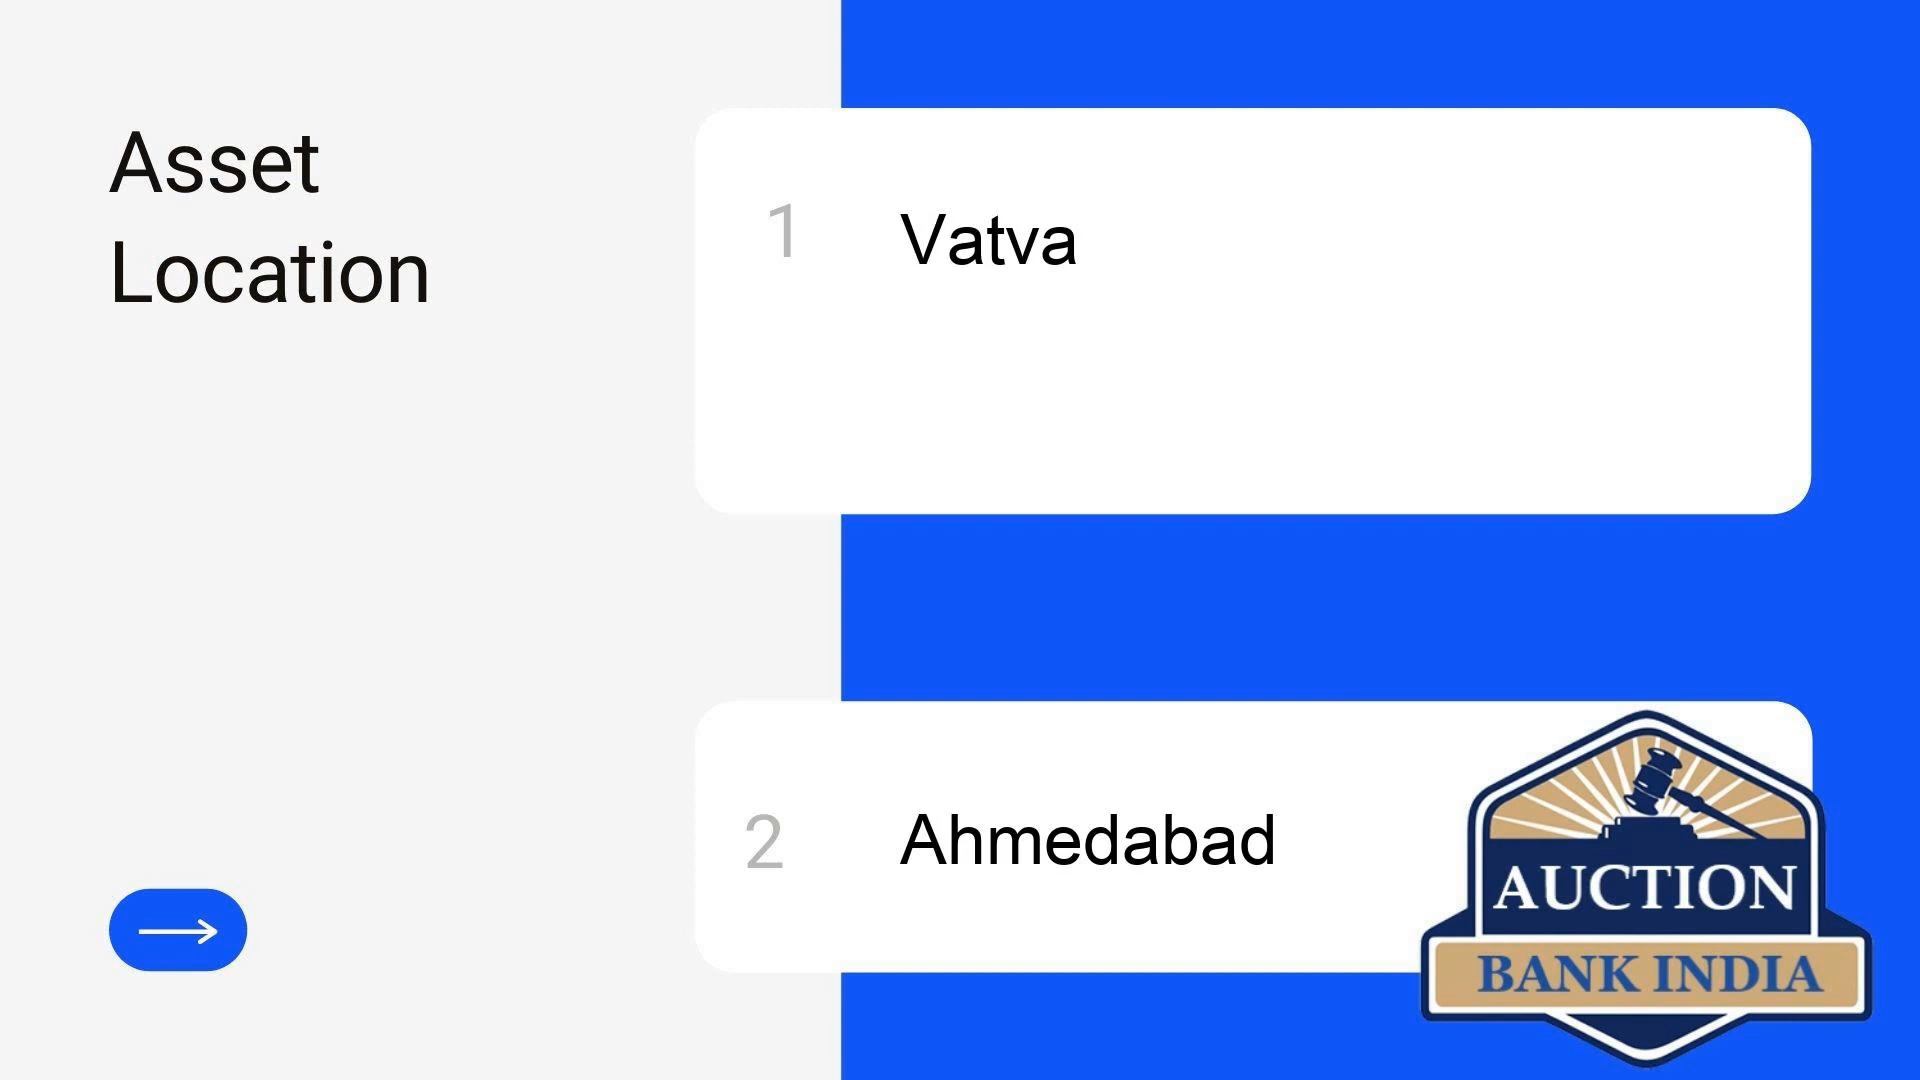 Asset
Location
1
Vatva
2
Ahmedabad
AUCTION
BANK INDIA